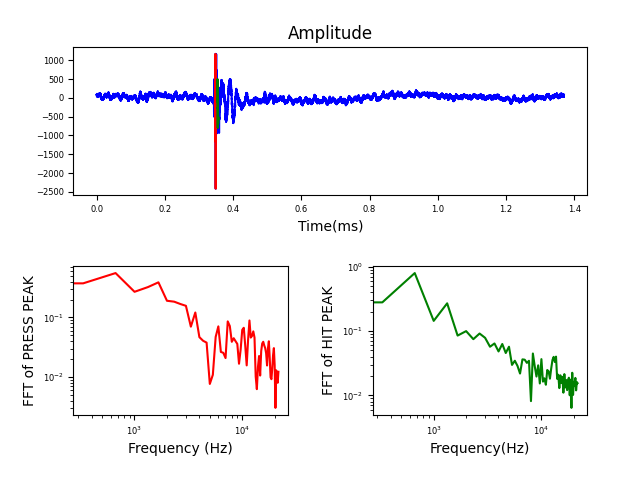 Amplitude
1000
500
0
−500
−1000
−1500
−2000
−2500
0.0 0.2 0.4 0.6 0.8 1.0 1.2 1.4
Time(ms)
FFT of PRESS PEAK
10⁻¹
10⁻²
10³ 10⁴
Frequency (Hz)
FFT of HIT PEAK
10⁰
10⁻¹
10⁻²
10³ 10⁴
Frequency(Hz)